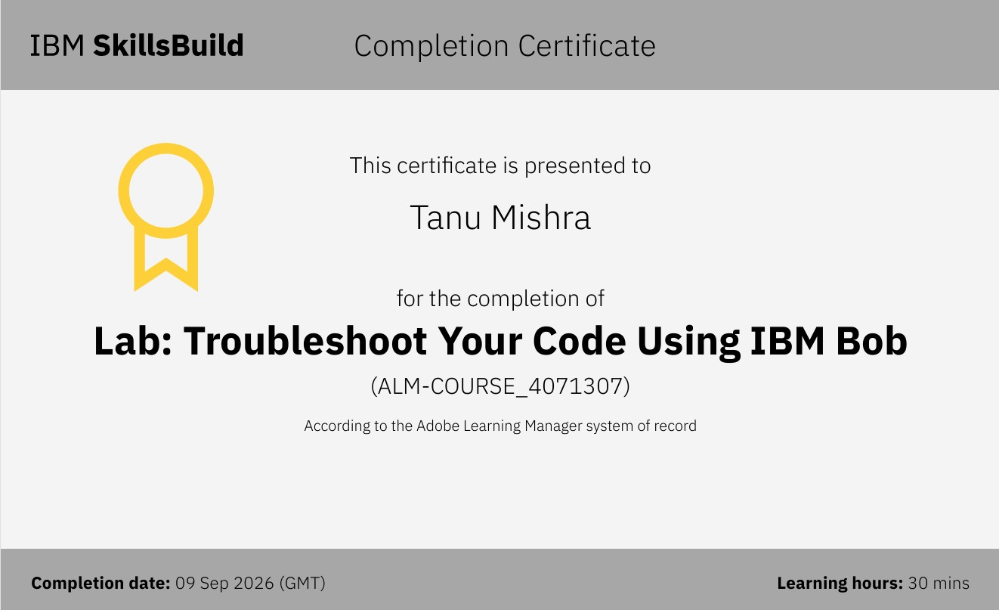 IBM SkillsBuild
Completion Certificate
This certificate is presented to
Tanu Mishra
for the completion of
Lab: Troubleshoot Your Code Using IBM Bob
(ALM-COURSE_4071307)
According to the Adobe Learning Manager system of record
Completion date: 09 Sep 2026 (GMT)
Learning hours: 30 mins